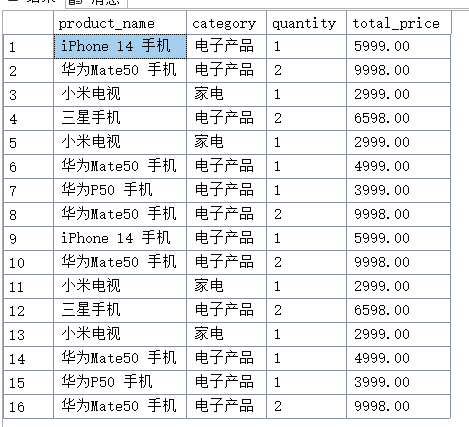 结果 消息
product_name category quantity total_price
1 iPhone 14 手机 电子产品 1 5999.00
2 华为Mate50 手机 电子产品 2 9998.00
3 小米电视 家电 1 2999.00
4 三星手机 电子产品 2 6598.00
5 小米电视 家电 1 2999.00
6 华为Mate50 手机 电子产品 1 4999.00
7 华为P50 手机 电子产品 1 3999.00
8 华为Mate50 手机 电子产品 2 9998.00
9 iPhone 14 手机 电子产品 1 5999.00
10 华为Mate50 手机 电子产品 2 9998.00
11 小米电视 家电 1 2999.00
12 三星手机 电子产品 2 6598.00
13 小米电视 家电 1 2999.00
14 华为Mate50 手机 电子产品 1 4999.00
15 华为P50 手机 电子产品 1 3999.00
16 华为Mate50 手机 电子产品 2 9998.00